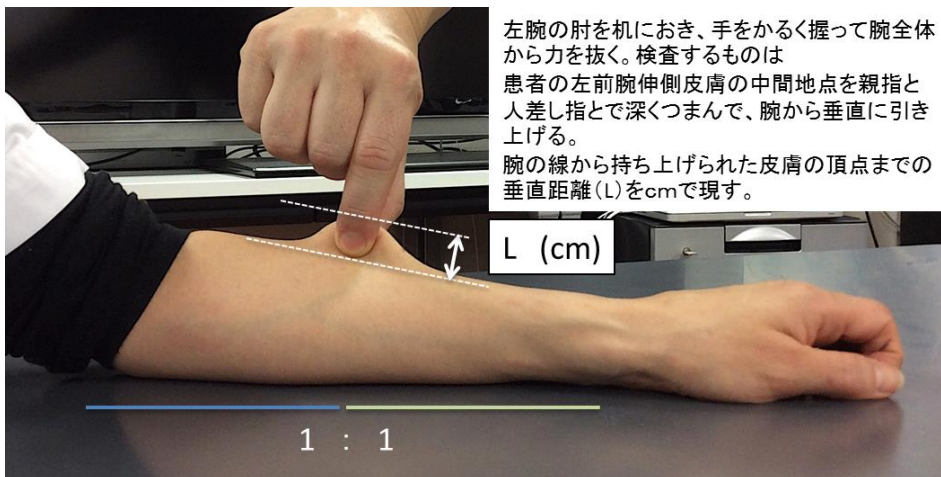 左腕の肘を机におき、手をかるく握って腕全体
から力を抜く。検査するものは
患者の左前腕伸側皮膚の中間地点を親指と
人差し指とで深くつまんで、腕から垂直に引き
上げる。
腕の線から持ち上げられた皮膚の頂点までの
垂直距離(L)をcmで現す。
L (cm)
1 : 1